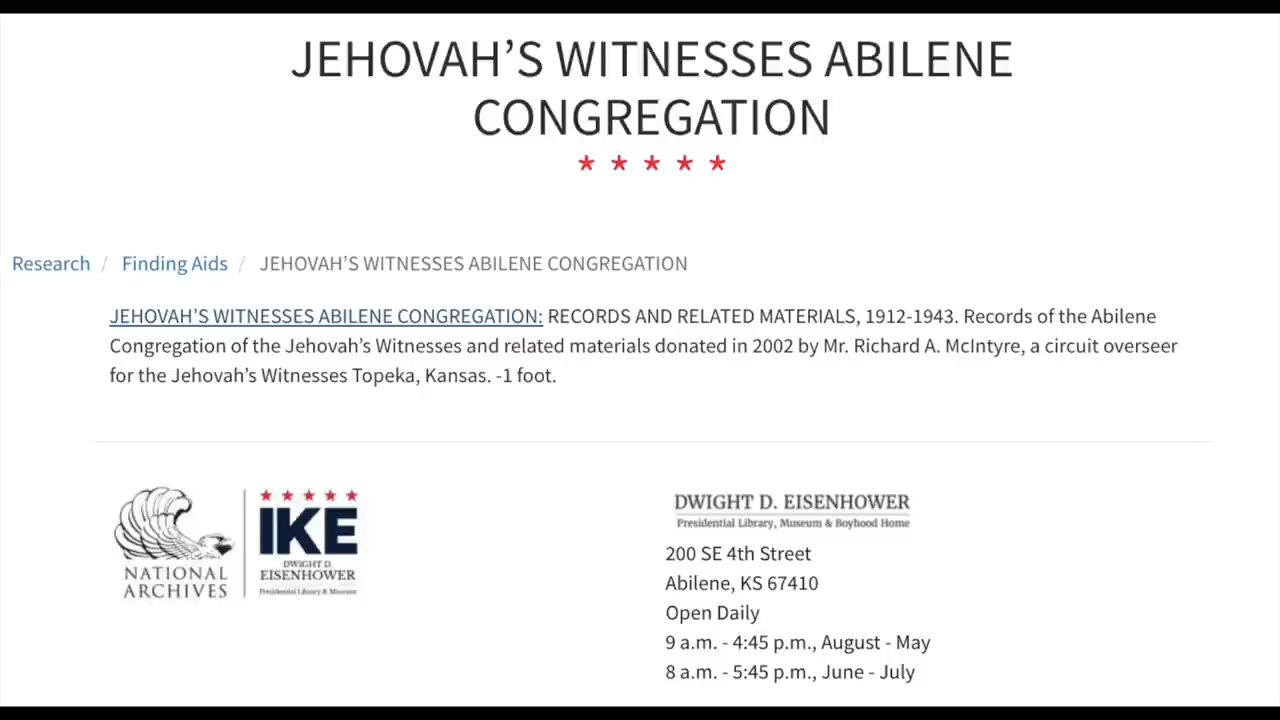 JEHOVAH’S WITNESSES ABILENE
CONGREGATION
* * * * *
Research / Finding Aids / JEHOVAH’S WITNESSES ABILENE CONGREGATION
JEHOVAH’S WITNESSES ABILENE CONGREGATION: RECORDS AND RELATED MATERIALS, 1912-1943. Records of the Abilene
Congregation of the Jehovah’s Witnesses and related materials donated in 2002 by Mr. Richard A. McIntyre, a circuit overseer
for the Jehovah’s Witnesses Topeka, Kansas. -1 foot.
NATIONAL
ARCHIVES
IKE
DWIGHT D.
EISENHOWER
Presidential Library & Museum
DWIGHT D. EISENHOWER
Presidential Library, Museum & Boyhood Home
200 SE 4th Street
Abilene, KS 67410
Open Daily
9 a.m. - 4:45 p.m., August - May
8 a.m. - 5:45 p.m., June - July